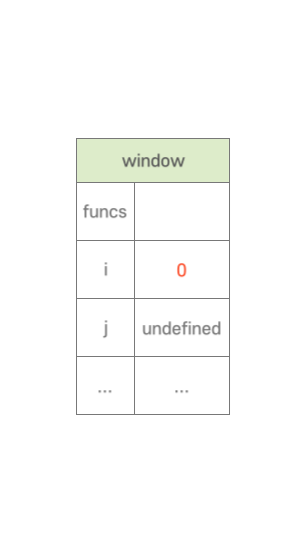 window
funcs
i 0
j undefined
... ...